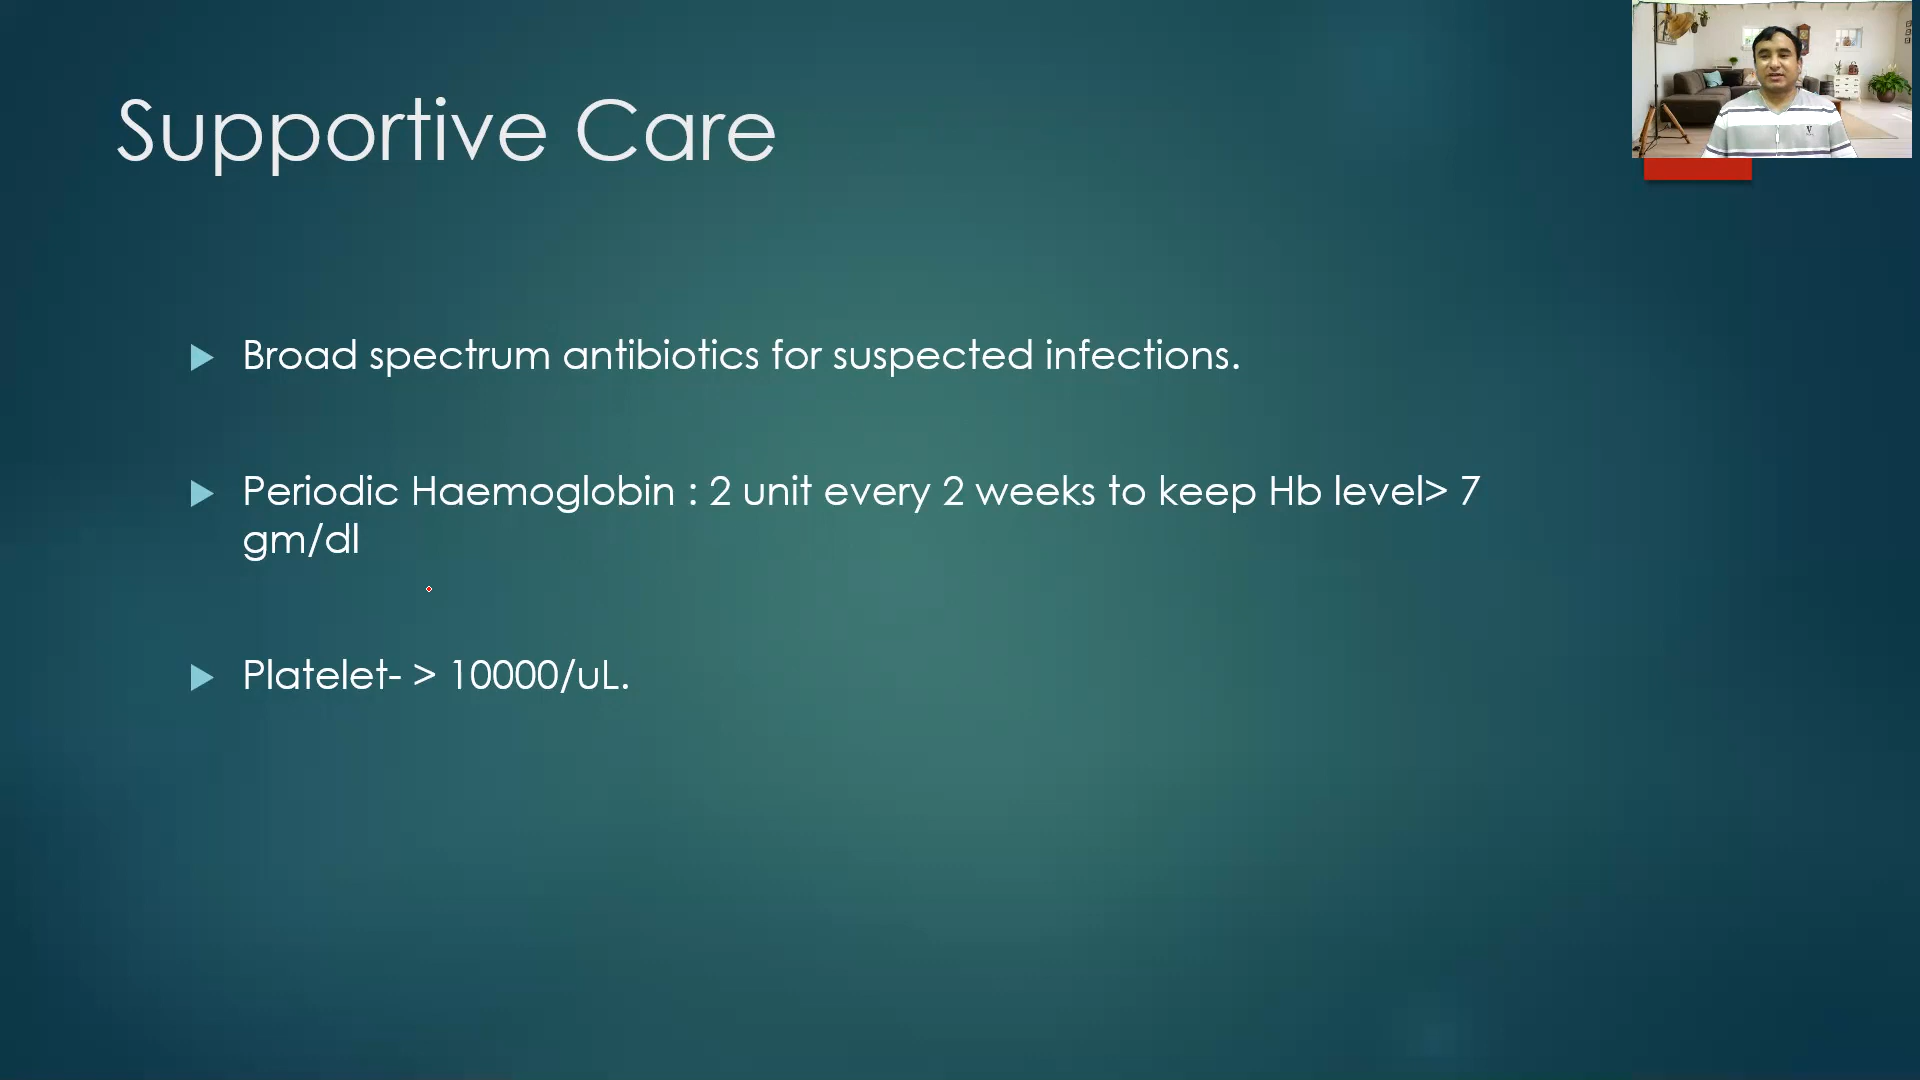 Supportive Care
Broad spectrum antibiotics for suspected infections.
Periodic Haemoglobin : 2 unit every 2 weeks to keep Hb level> 7
gm/dl
Platelet- > 10000/uL.